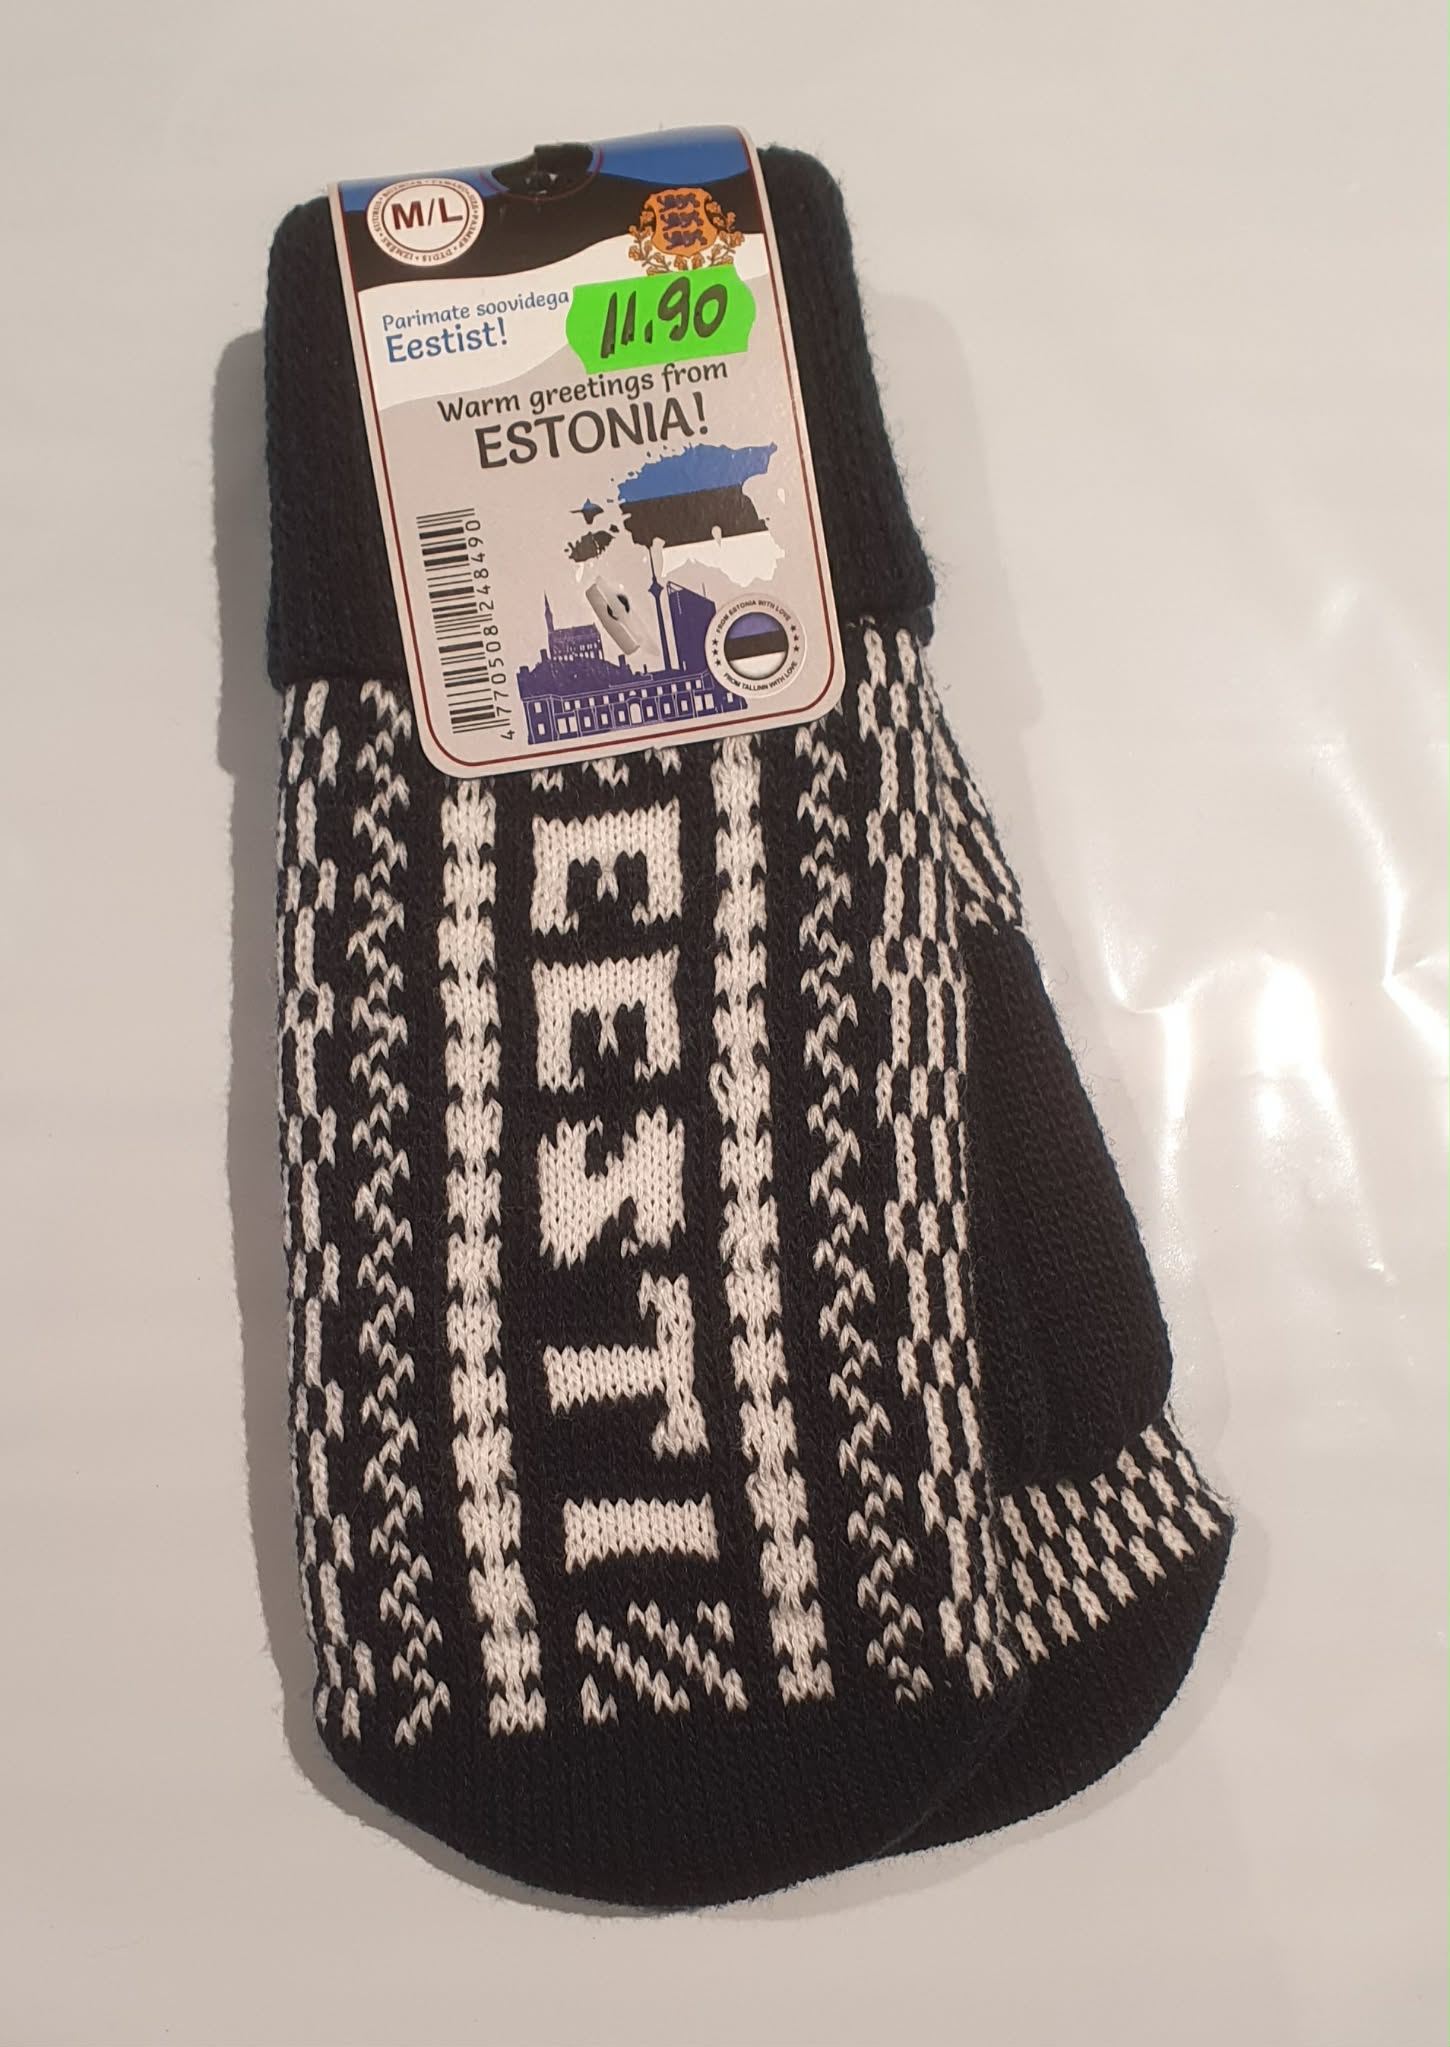 M/L
Parimate soovidega
Eestist!
11.90
Warm greetings from
ESTONIA!
4 770508 248490
FROM ESTONIA WITH LOVE
FROM TALLINN WITH LOVE
EESTI